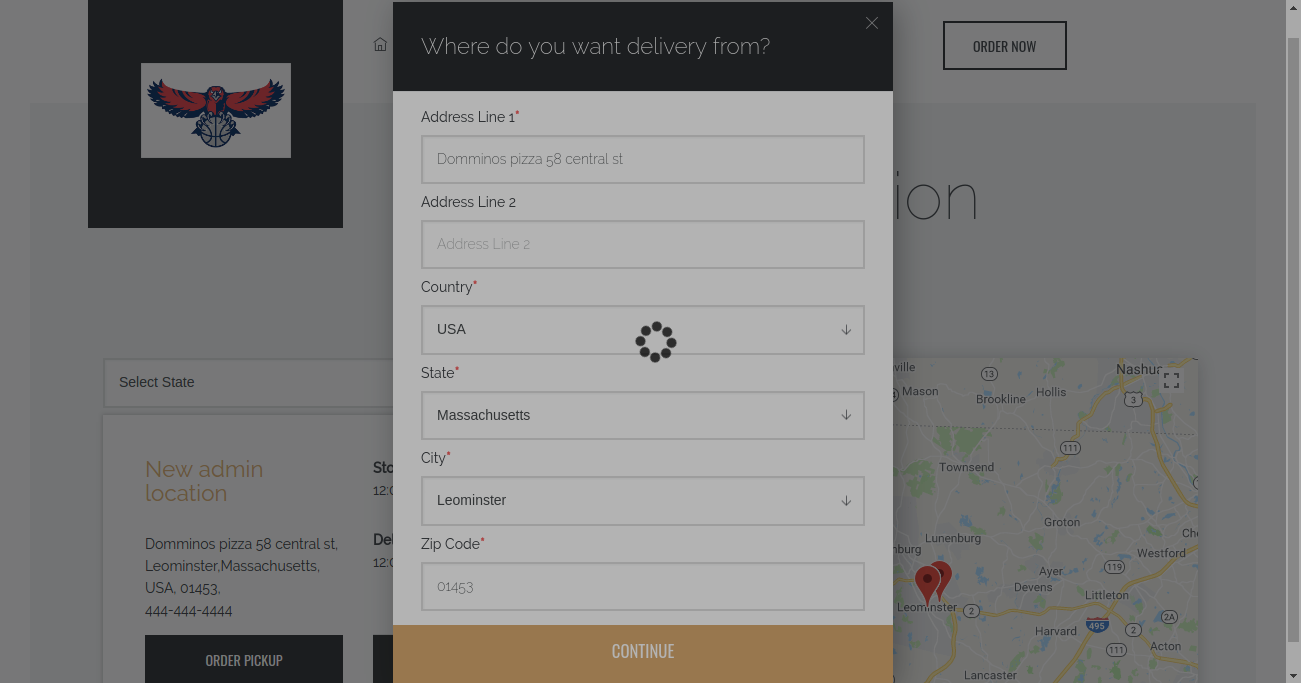 Where do you want delivery from?
ORDER NOW
Address Line 1*
Domminos pizza 58 central st
Address Line 2
Address Line 2
Country*
USA
State*
Massachusetts
City*
Leominster
Zip Code*
01453
CONTINUE
ion
Select State
New admin
location
Domminos pizza 58 central st,
Leominster,Massachusetts,
USA, 01453,
444-444-4444
ORDER PICKUP
Sto
12:0
Del
12:0
ville
Nashua
Mason
13
Hollis
Brookline
3
111
Townsend
Groton
Lunenburg
Che
burg
Westford
Ayer
119
Devens
Littleton
Leominster
2
2A
495
Harvard
2
111
Acton
Lancaster